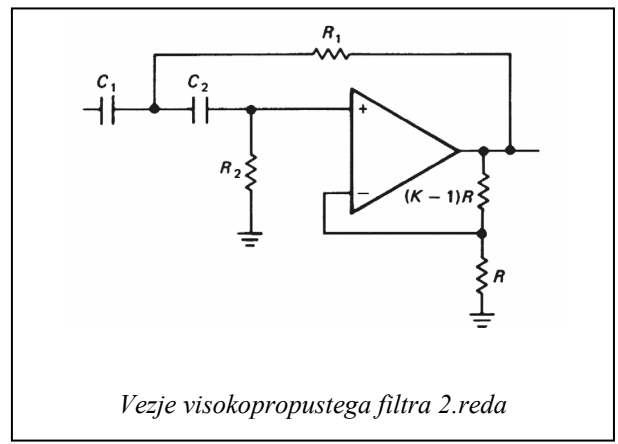 R1
C1
C2
+
R2
−
(K − 1)R
R
Vezje visokopropustega filtra 2.reda